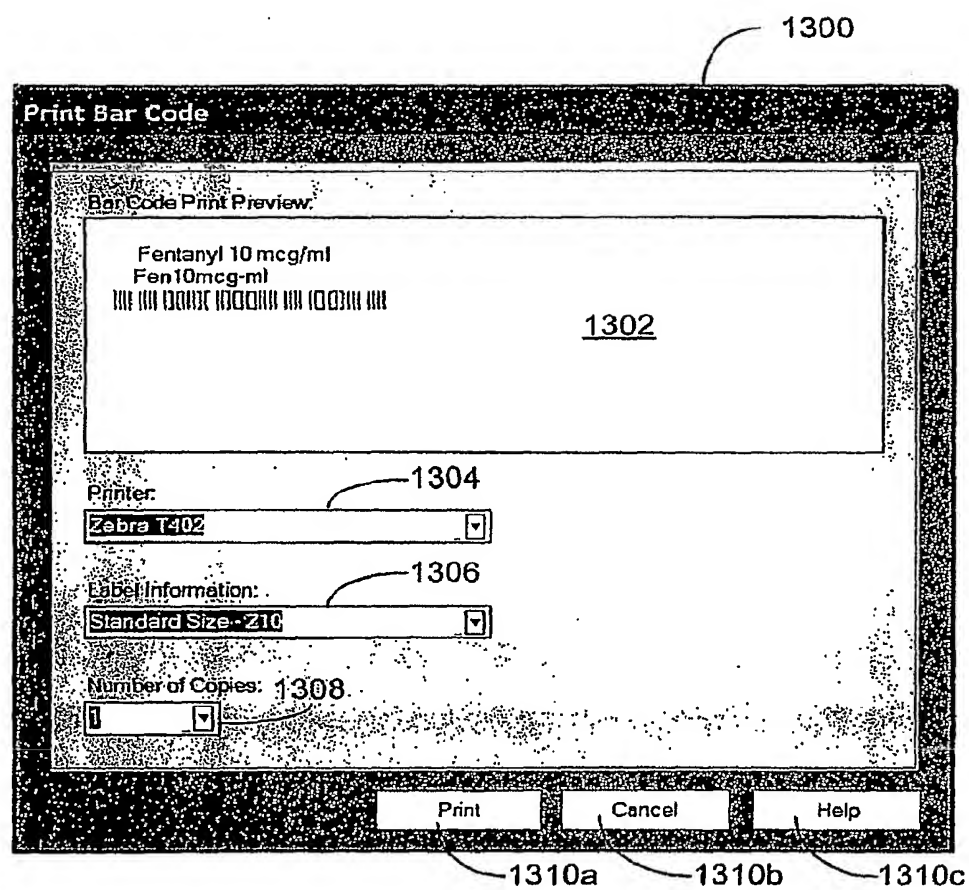 1300
Print Bar Code
Bar Code Print Preview:
Fentanyl 10 mcg/ml
Fen10mcg-ml
1302
1304
Printer:
Zebra T402
1306
Label Information:
Standard Size - Z10
Number of Copies: 1308
1
Print Cancel Help
1310a 1310b 1310c